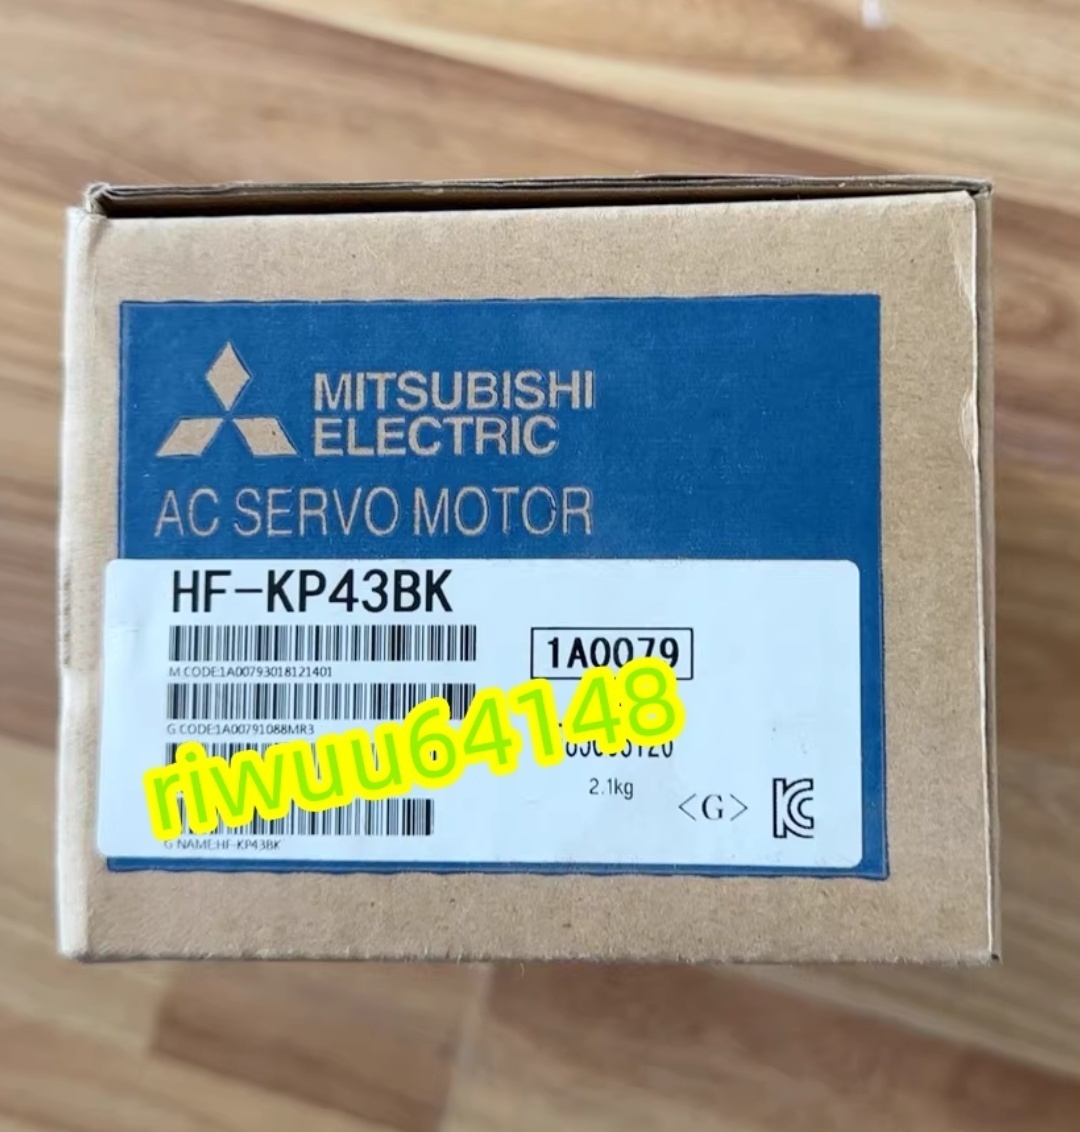 MITSUBISHI
ELECTRIC
AC SERVO MOTOR
HF-KP43BK
1A0079
M.CODE:1A00793018121401
G.CODE:1A00791088MR3
riwuu64148
2.1kg
<G>
G NAME:HF-KP43BK